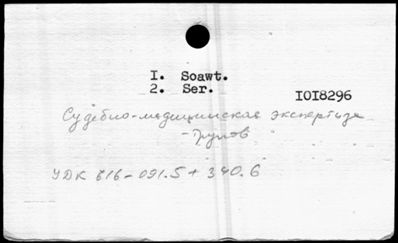 I. Soawt.
2. Ser.
IOI8296
Судебно-медицинская экспертиза
- трупов
УДК 616-091.5 + 340.6